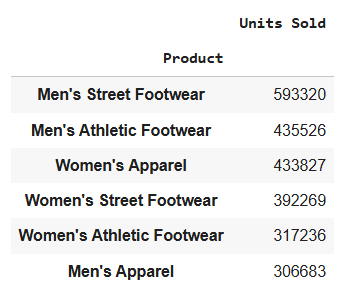 Units Sold
Product
Men's Street Footwear 593320
Men's Athletic Footwear 435526
Women's Apparel 433827
Women's Street Footwear 392269
Women's Athletic Footwear 317236
Men's Apparel 306683